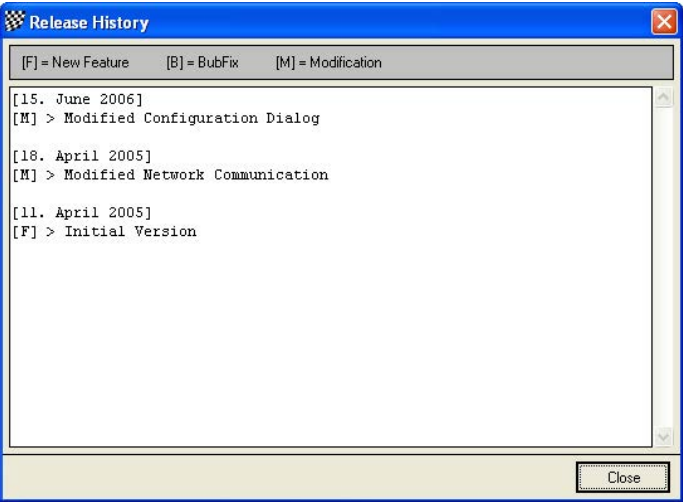 Release History
[F] = New Feature [B] = BubFix [M] = Modification
[15. June 2006]
[M] > Modified Configuration Dialog
[18. April 2005]
[M] > Modified Network Communication
[11. April 2005]
[F] > Initial Version
Close